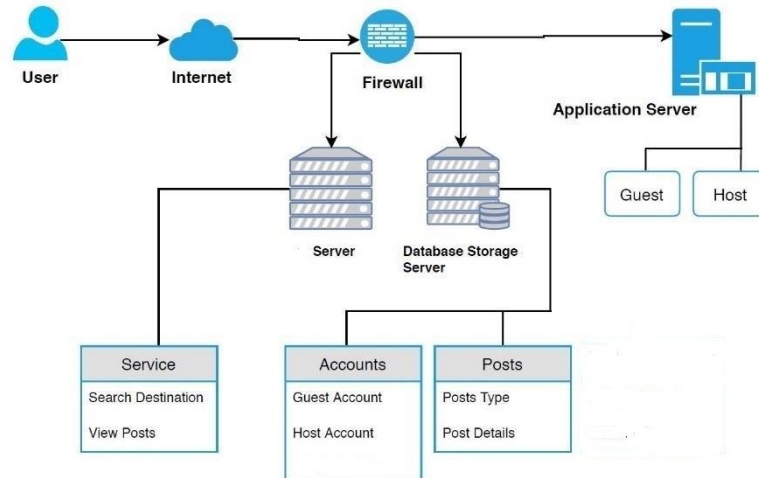 User
Internet
Firewall
Application Server
Guest
Host
Server
Database Storage
Server
Service
Search Destination
View Posts
Accounts
Guest Account
Host Account
Posts
Posts Type
Post Details